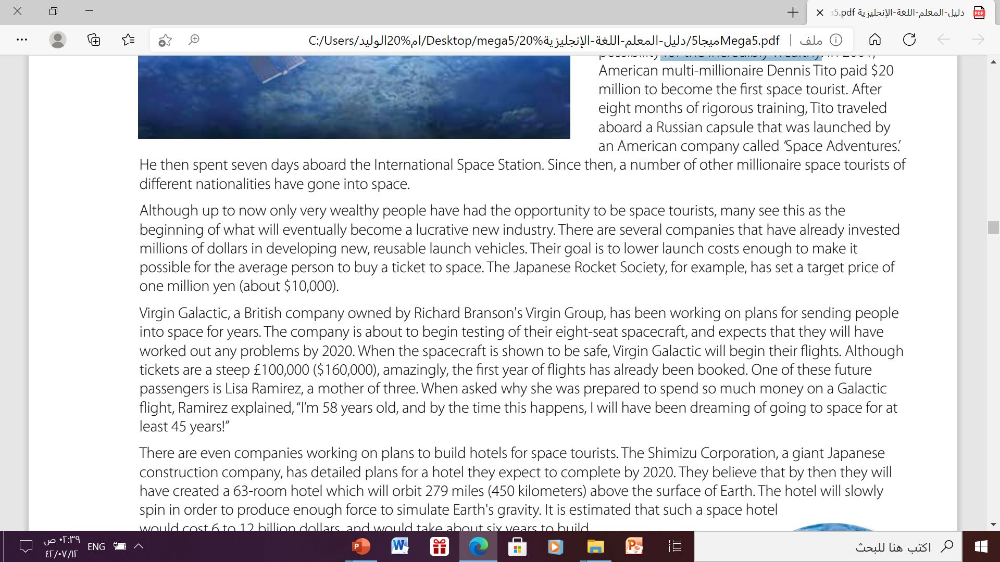 دليل-المعلم-اللغة-الإنجليزية a5.pdf
C:/Users/ام%20الوليد/Desktop/mega5/دليل-المعلم-اللغة-الإنجليزية%20ميجا5Mega5.pdf
ملف
possibility for the incredibly wealthy. In 2001,
American multi-millionaire Dennis Tito paid $20
million to become the first space tourist. After
eight months of rigorous training, Tito traveled
aboard a Russian capsule that was launched by
an American company called ‘Space Adventures.’
He then spent seven days aboard the International Space Station. Since then, a number of other millionaire space tourists of
different nationalities have gone into space.
Although up to now only very wealthy people have had the opportunity to be space tourists, many see this as the
beginning of what will eventually become a lucrative new industry. There are several companies that have already invested
millions of dollars in developing new, reusable launch vehicles. Their goal is to lower launch costs enough to make it
possible for the average person to buy a ticket to space. The Japanese Rocket Society, for example, has set a target price of
one million yen (about $10,000).
Virgin Galactic, a British company owned by Richard Branson's Virgin Group, has been working on plans for sending people
into space for years. The company is about to begin testing of their eight-seat spacecraft, and expects that they will have
worked out any problems by 2020. When the spacecraft is shown to be safe, Virgin Galactic will begin their flights. Although
tickets are a steep £100,000 ($160,000), amazingly, the first year of flights has already been booked. One of these future
passengers is Lisa Ramirez, a mother of three. When asked why she was prepared to spend so much money on a Galactic
flight, Ramirez explained, “I’m 58 years old, and by the time this happens, I will have been dreaming of going to space for at
least 45 years!”
There are even companies working on plans to build hotels for space tourists. The Shimizu Corporation, a giant Japanese
construction company, has detailed plans for a hotel they expect to complete by 2020. They believe that by then they will
have created a 63-room hotel which will orbit 279 miles (450 kilometers) above the surface of Earth. The hotel will slowly
spin in order to produce enough force to simulate Earth's gravity. It is estimated that such a space hotel
would cost 6 to 12 billion dollars, and would take about six years to build.
٠٢:٣٩ ص
٤٢/٠٧/١٢
ENG
اكتب هنا للبحث